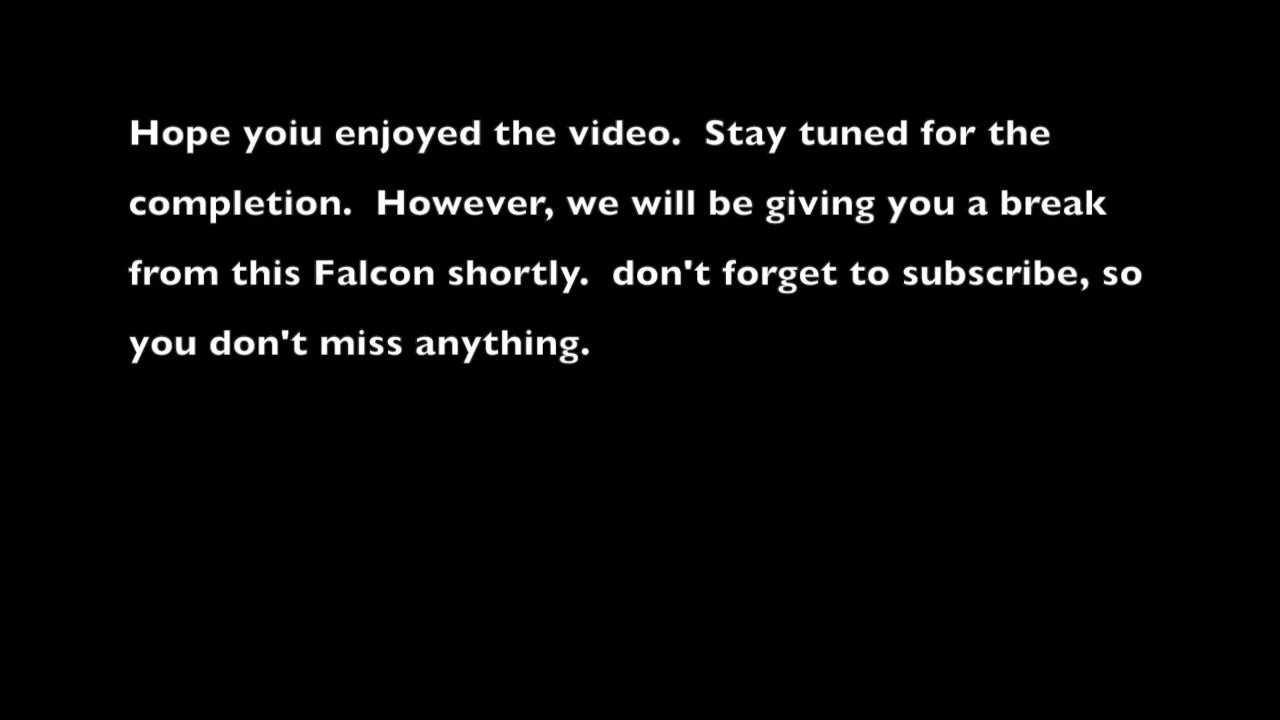 Hope yoiu enjoyed the video.  Stay tuned for the
completion.  However, we will be giving you a break
from this Falcon shortly.  don't forget to subscribe, so
you don't miss anything.